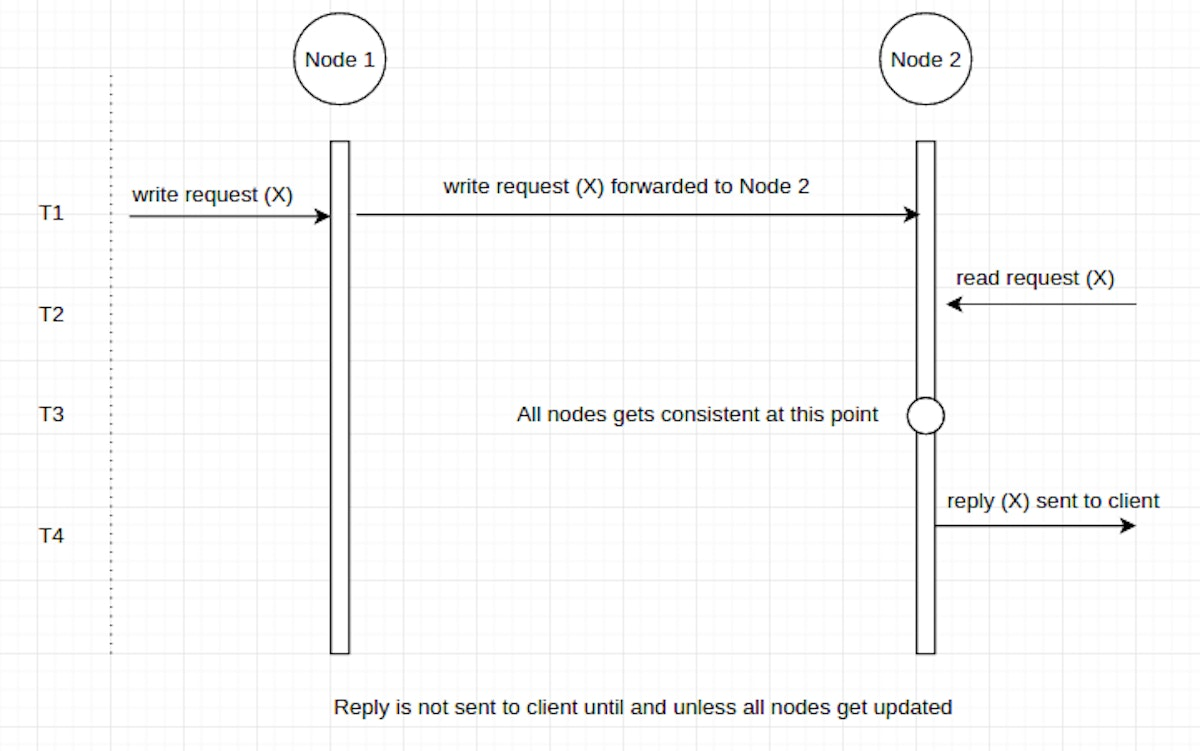 Node 1
Node 2
write request (X)
write request (X) forwarded to Node 2
T1
read request (X)
T2
T3
All nodes gets consistent at this point
reply (X) sent to client
T4
Reply is not sent to client until and unless all nodes get updated